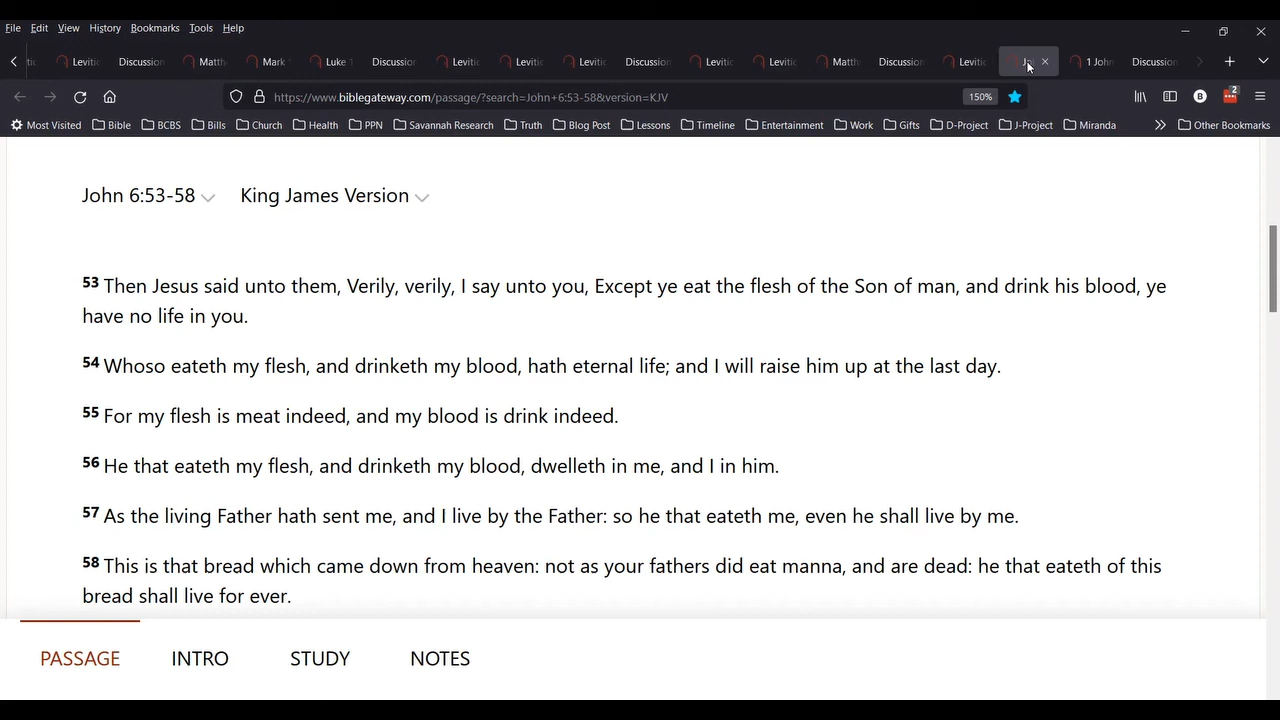 File Edit View History Bookmarks Tools Help
Levitic Discussion Matth Mark Luke 1 Discussion Levitic Levitic Levitic Discussion Levitic Levitic Matth Discussion Levitic 1 John Discussion
https://www.biblegateway.com/passage/?search=John+6:53-58&version=KJV 150% B 2
Most Visited Bible BCBS Bills Church Health PPN Savannah Research Truth Blog Post Lessons Timeline Entertainment Work Gifts D-Project J-Project Miranda Other Bookmarks
John 6:53-58 King James Version
53 Then Jesus said unto them, Verily, verily, I say unto you, Except ye eat the flesh of the Son of man, and drink his blood, ye
have no life in you.
54 Whoso eateth my flesh, and drinketh my blood, hath eternal life; and I will raise him up at the last day.
55 For my flesh is meat indeed, and my blood is drink indeed.
56 He that eateth my flesh, and drinketh my blood, dwelleth in me, and I in him.
57 As the living Father hath sent me, and I live by the Father: so he that eateth me, even he shall live by me.
58 This is that bread which came down from heaven: not as your fathers did eat manna, and are dead: he that eateth of this
bread shall live for ever.
PASSAGE INTRO STUDY NOTES